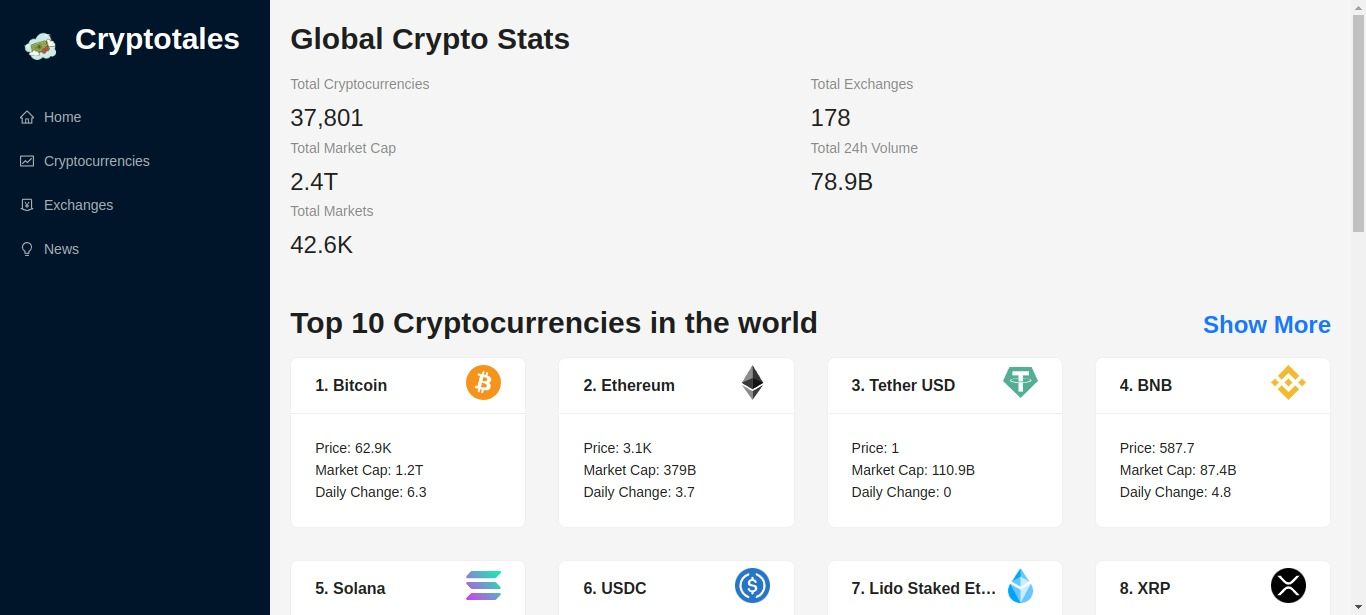 Cryptotales
Home
Cryptocurrencies
Exchanges
News
Global Crypto Stats
Total Cryptocurrencies
37,801
Total Exchanges
178
Total Market Cap
2.4T
Total 24h Volume
78.9B
Total Markets
42.6K
Top 10 Cryptocurrencies in the world
Show More
1. Bitcoin
Price: 62.9K
Market Cap: 1.2T
Daily Change: 6.3
2. Ethereum
Price: 3.1K
Market Cap: 379B
Daily Change: 3.7
3. Tether USD
Price: 1
Market Cap: 110.9B
Daily Change: 0
4. BNB
Price: 587.7
Market Cap: 87.4B
Daily Change: 4.8
5. Solana
6. USDC
7. Lido Staked Et…
8. XRP